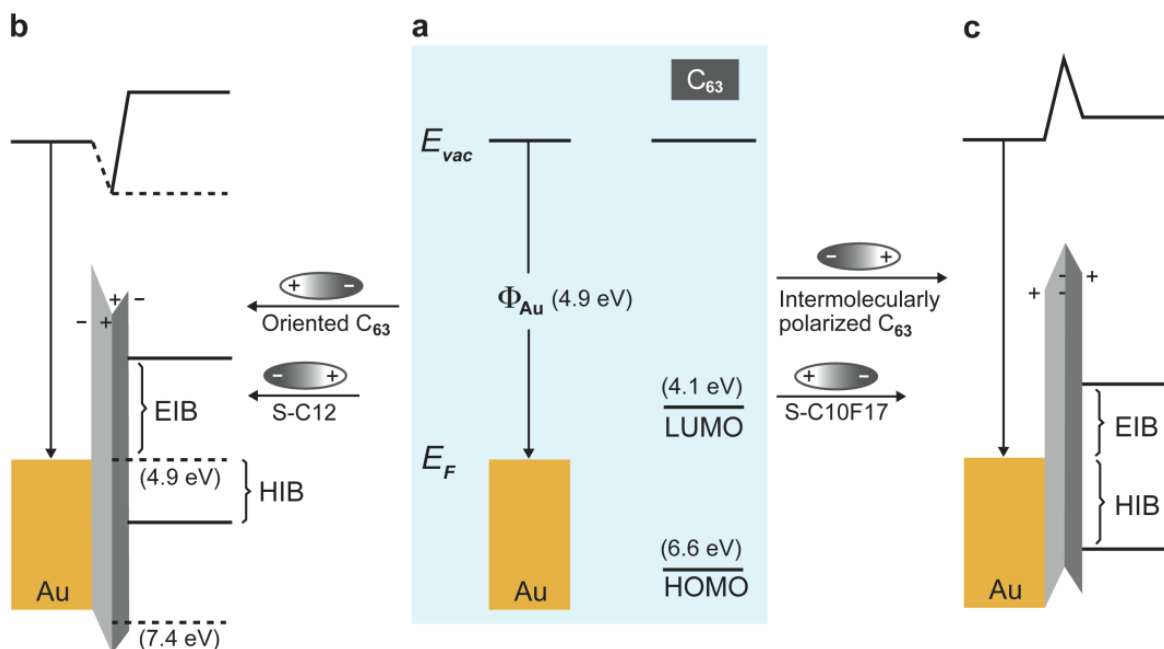 b
a
c
C63
Evac
ΦAu (4.9 eV)
+ -
Oriented C63
- +
S-C12
- +
Intermolecularly
polarized C63
+ -
S-C10F17
(4.1 eV)
LUMO
EF
(6.6 eV)
HOMO
Au
+ -
- +
EIB
(4.9 eV)
HIB
Au
(7.4 eV)
- +
+ -
EIB
HIB
Au